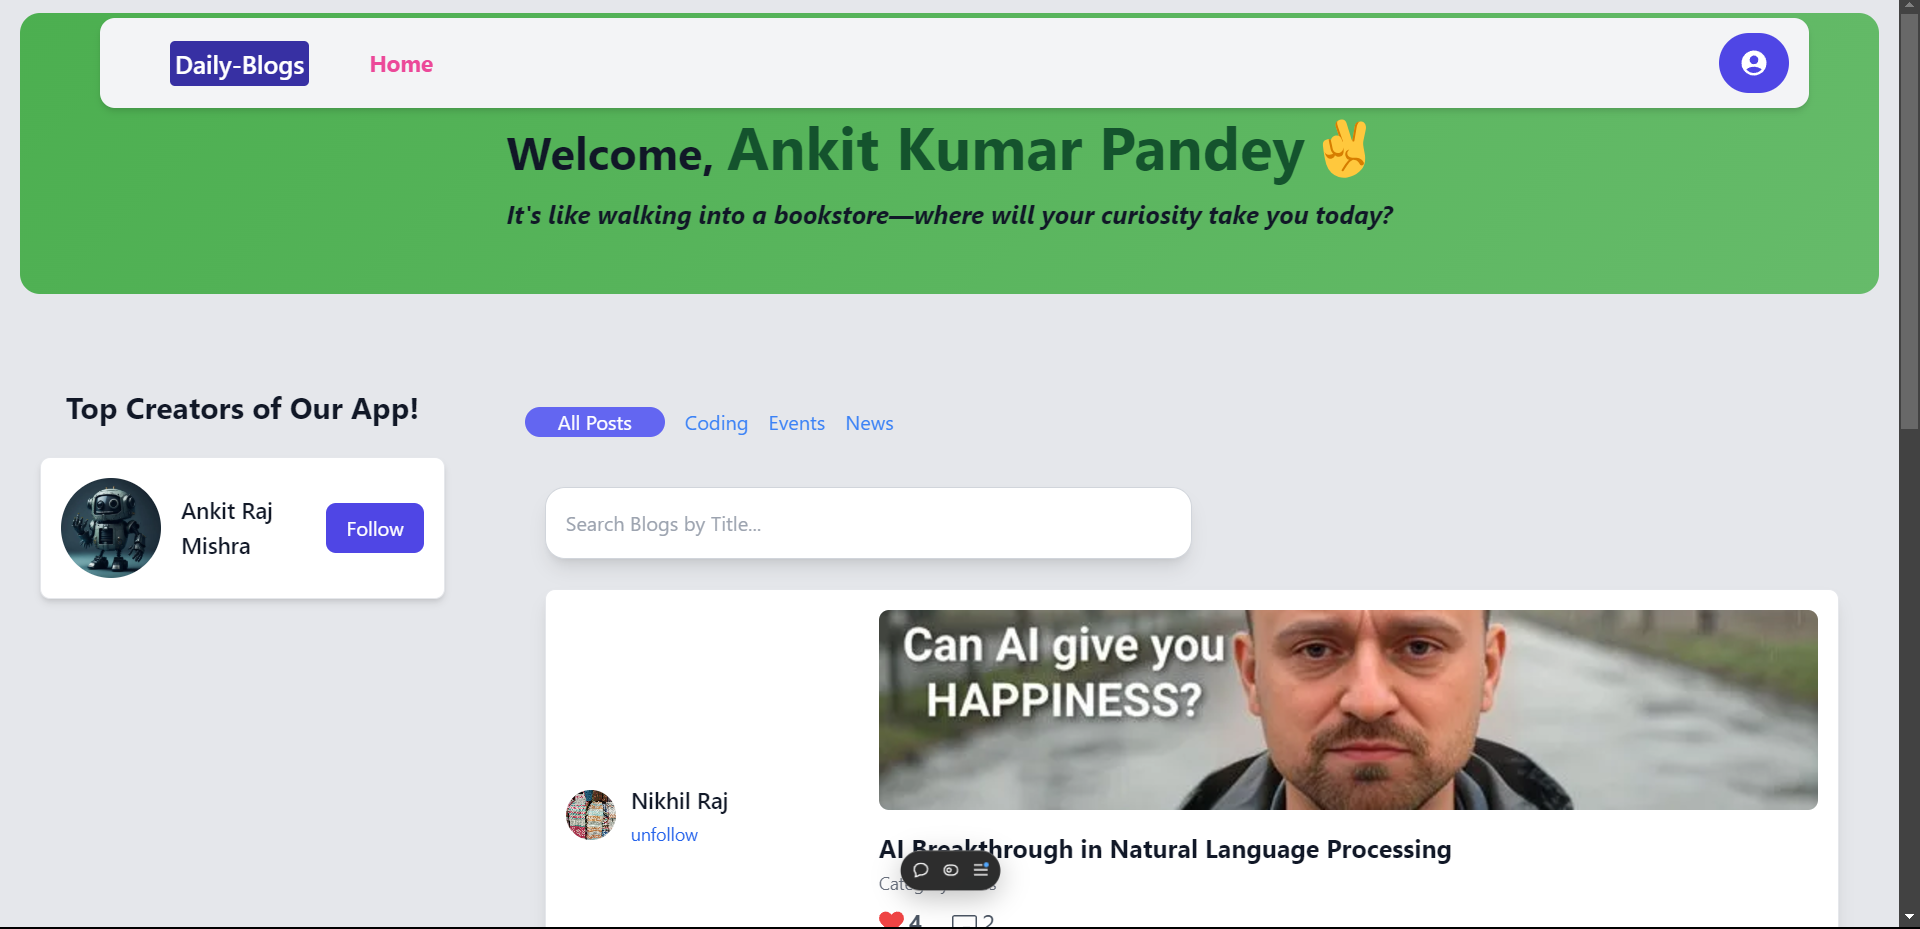 Daily-Blogs
Home
Welcome, Ankit Kumar Pandey✌
It's like walking into a bookstore—where will your curiosity take you today?
Top Creators of Our App!
Ankit Raj
Mishra
Follow
All Posts Coding Events News
Search Blogs by Title...
Can AI give you
HAPPINESS?
Nikhil Raj
unfollow
AI Breakthrough in Natural Language Processing
4 2